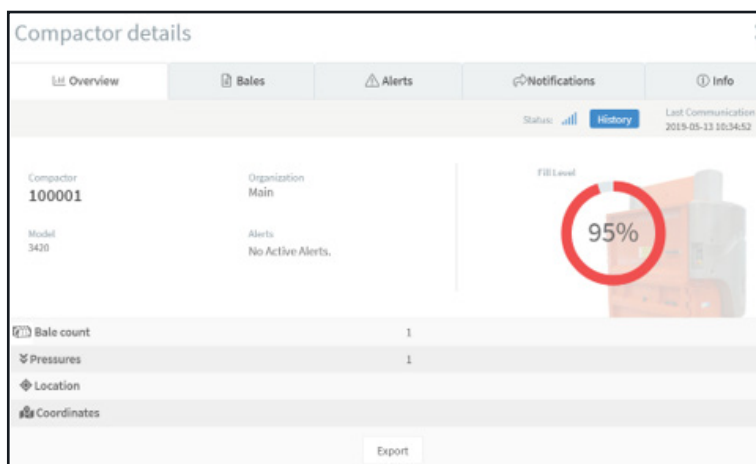 Compactor details
Overview
Bales
Alerts
Notifications
Info
Status:
History
Last Communication
2019-05-13 10:34:52
Compactor
100001
Organization
Main
Fill Level
95%
Model
3420
Alerts
No Active Alerts.
Bale count 1
Pressures 1
Location
Coordinates
Export